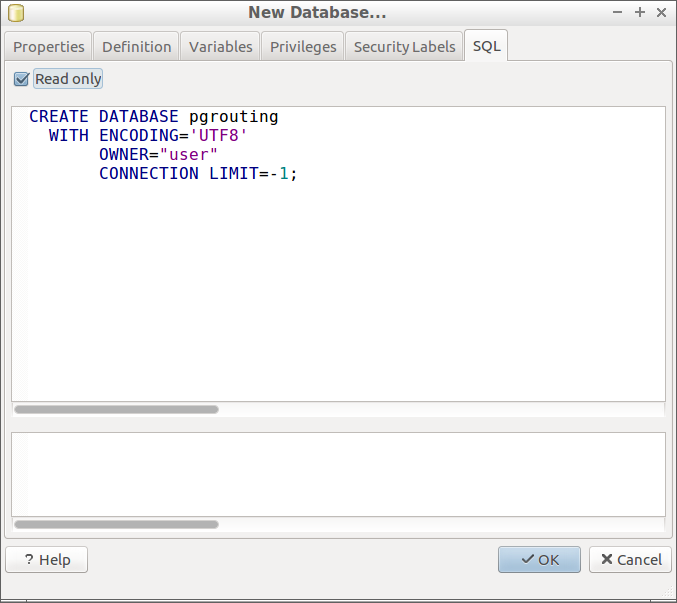 New Database...
Properties Definition Variables Privileges Security Labels SQL
Read only
CREATE DATABASE pgrouting
WITH ENCODING='UTF8'
OWNER="user"
CONNECTION LIMIT=-1;
? Help OK Cancel